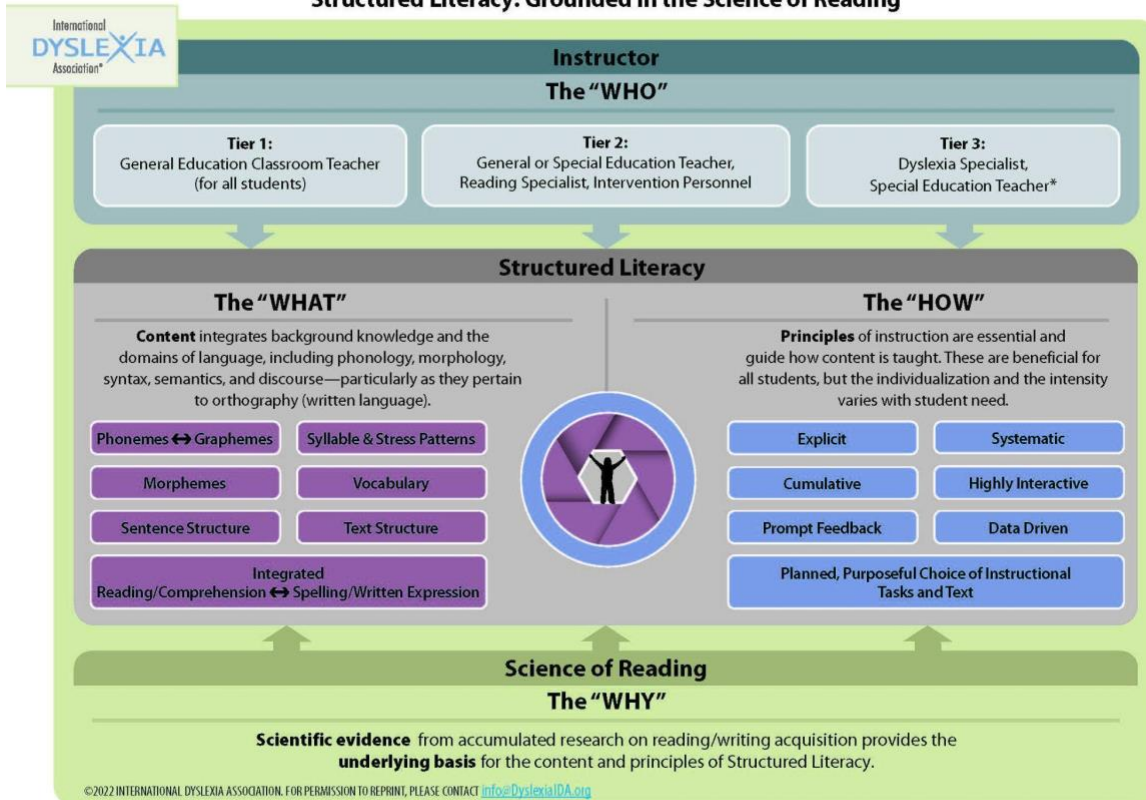 Structured Literacy: Grounded in the Science of Reading
International
DYSLEXIA
Association®
Instructor
The “WHO”
Tier 1:
General Education Classroom Teacher
(for all students)
Tier 2:
General or Special Education Teacher,
Reading Specialist, Intervention Personnel
Tier 3:
Dyslexia Specialist,
Special Education Teacher*
Structured Literacy
The “WHAT”
Content integrates background knowledge and the
domains of language, including phonology, morphology,
syntax, semantics, and discourse—particularly as they pertain
to orthography (written language).
Phonemes ↔ Graphemes
Syllable & Stress Patterns
Morphemes
Vocabulary
Sentence Structure
Text Structure
Integrated
Reading/Comprehension ↔ Spelling/Written Expression
The “HOW”
Principles of instruction are essential and
guide how content is taught. These are beneficial for
all students, but the individualization and the intensity
varies with student need.
Explicit
Systematic
Cumulative
Highly Interactive
Prompt Feedback
Data Driven
Planned, Purposeful Choice of Instructional
Tasks and Text
Science of Reading
The “WHY”
Scientific evidence from accumulated research on reading/writing acquisition provides the
underlying basis for the content and principles of Structured Literacy.
©2022 INTERNATIONAL DYSLEXIA ASSOCIATION. FOR PERMISSION TO REPRINT, PLEASE CONTACT info@DyslexiaIDA.org